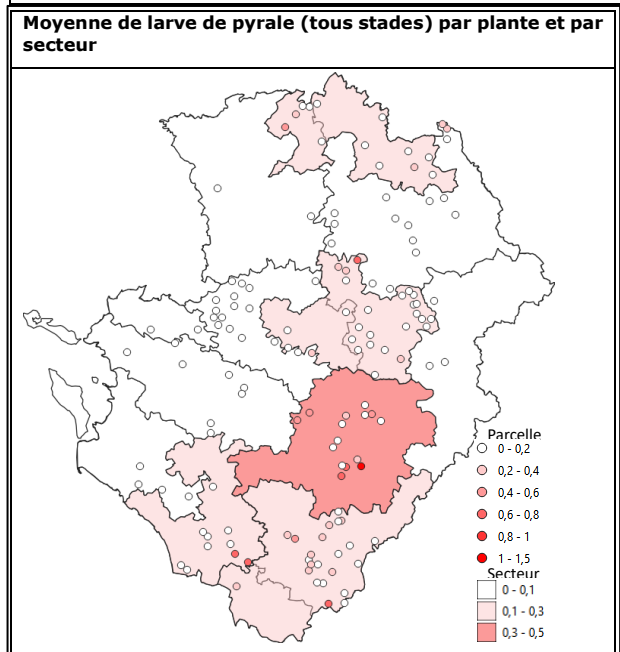 Moyenne de larve de pyrale (tous stades) par plante et par
secteur
Parcelle
0 - 0,2
0,2 - 0,4
0,4 - 0,6
0,6 - 0,8
0,8 - 1
1 - 1,5
Secteur
0 - 0,1
0,1 - 0,3
0,3 - 0,5